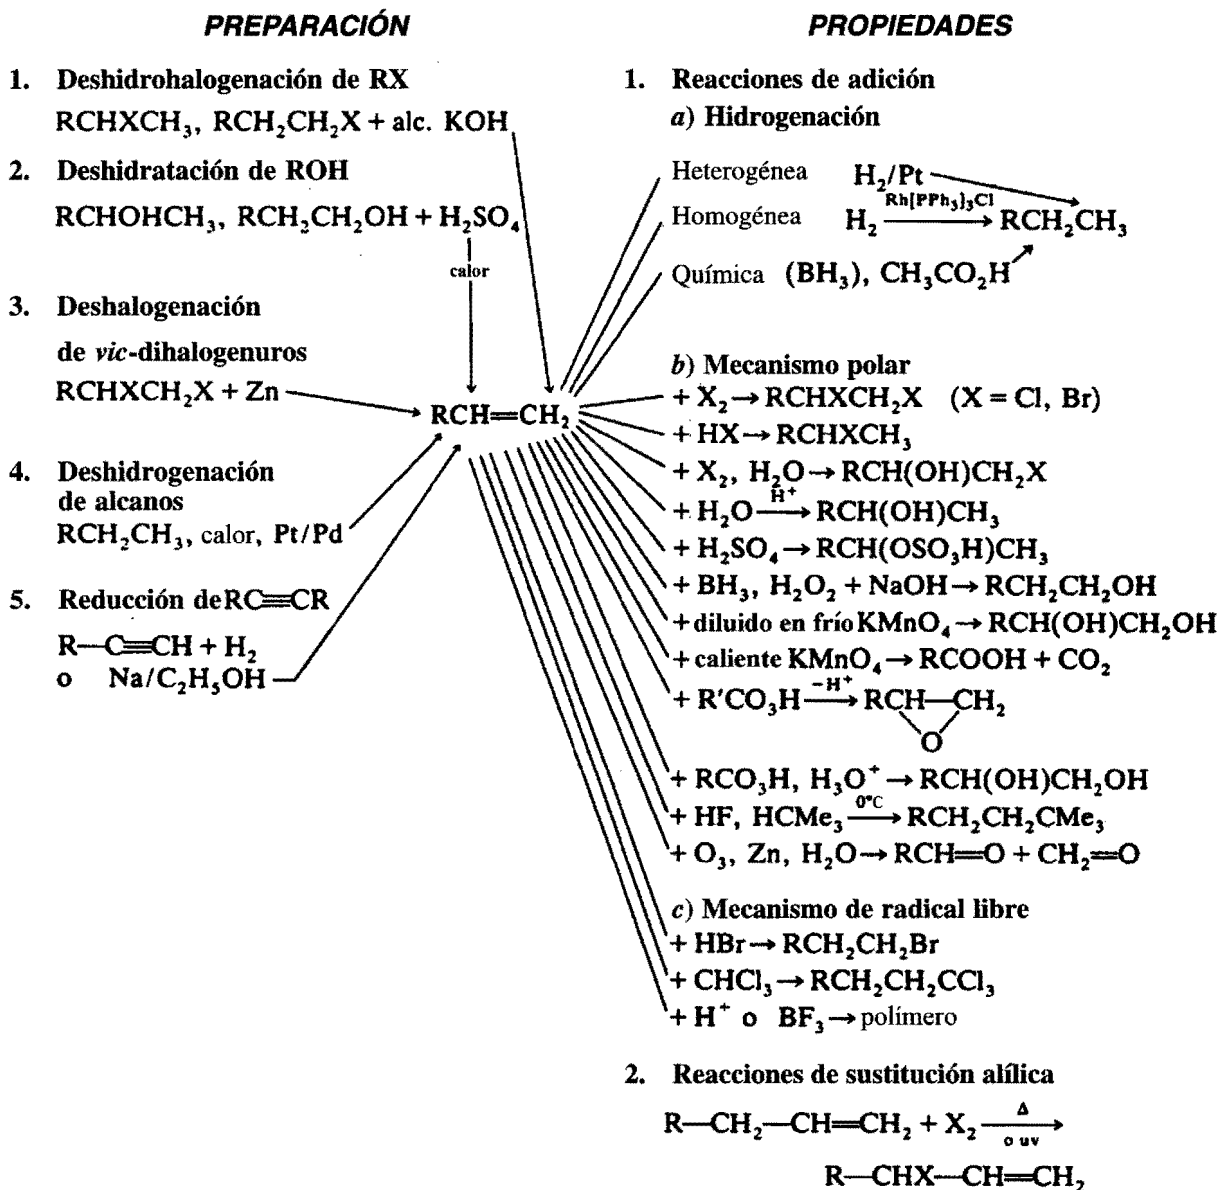 PREPARACIÓN
1. Deshidrohalogenación de RX
RCHXCH₃, RCH₂CH₂X + alc. KOH
2. Deshidratación de ROH
RCHOHCH₃, RCH₂CH₂OH + H₂SO₄
calor
3. Deshalogenación
de vic-dihalogenuros
RCHXCH₂X + Zn
RCH=CH₂
4. Deshidrogenación
de alcanos
RCH₂CH₃, calor, Pt/Pd
5. Reducción de RC≡CR
R—C≡CH + H₂
o Na/C₂H₅OH
PROPIEDADES
1. Reacciones de adición
a) Hidrogenación
Heterogénea H₂/Pt
Homogénea H₂ —Rh[PPh₃]₃Cl→ RCH₂CH₃
Química (BH₃), CH₃CO₂H
b) Mecanismo polar
+ X₂ → RCHXCH₂X (X = Cl, Br)
+ HX → RCHXCH₃
+ X₂, H₂O → RCH(OH)CH₂X
+ H₂O —H⁺→ RCH(OH)CH₃
+ H₂SO₄ → RCH(OSO₃H)CH₃
+ BH₃, H₂O₂ + NaOH → RCH₂CH₂OH
+ diluido en frío KMnO₄ → RCH(OH)CH₂OH
+ caliente KMnO₄ → RCOOH + CO₂
+ R′CO₃H —−H⁺→ RCH—CH₂
O
+ RCO₃H, H₃O⁺ → RCH(OH)CH₂OH
+ HF, HCMe₃ —0°C→ RCH₂CH₂CMe₃
+ O₃, Zn, H₂O → RCH=O + CH₂=O
c) Mecanismo de radical libre
+ HBr → RCH₂CH₂Br
+ CHCl₃ → RCH₂CH₂CCl₃
+ H⁺ o BF₃ → polímero
2. Reacciones de sustitución alílica
R—CH₂—CH=CH₂ + X₂ —Δ o uv→
R—CHX—CH=CH₂